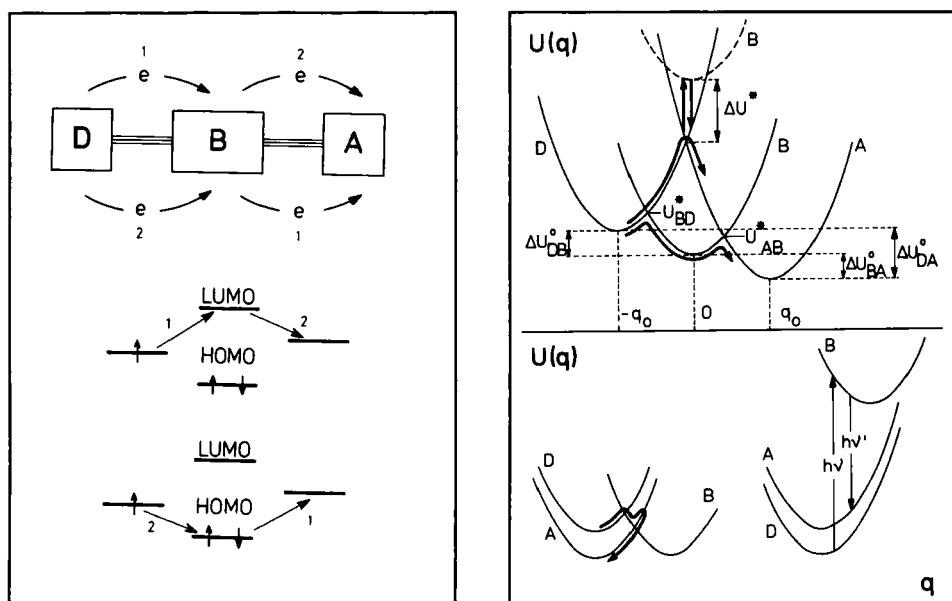 1 2
e e
D B A
e e
2 1
LUMO
1 2
HOMO
LUMO
HOMO
2 1
U(q)
B
ΔU*
D B A
U*BD
U*AB
ΔU°DB ΔU°BA ΔU°DA
-q₀ 0 q₀
U(q)
B
D A
hν'
B hν
A D
q